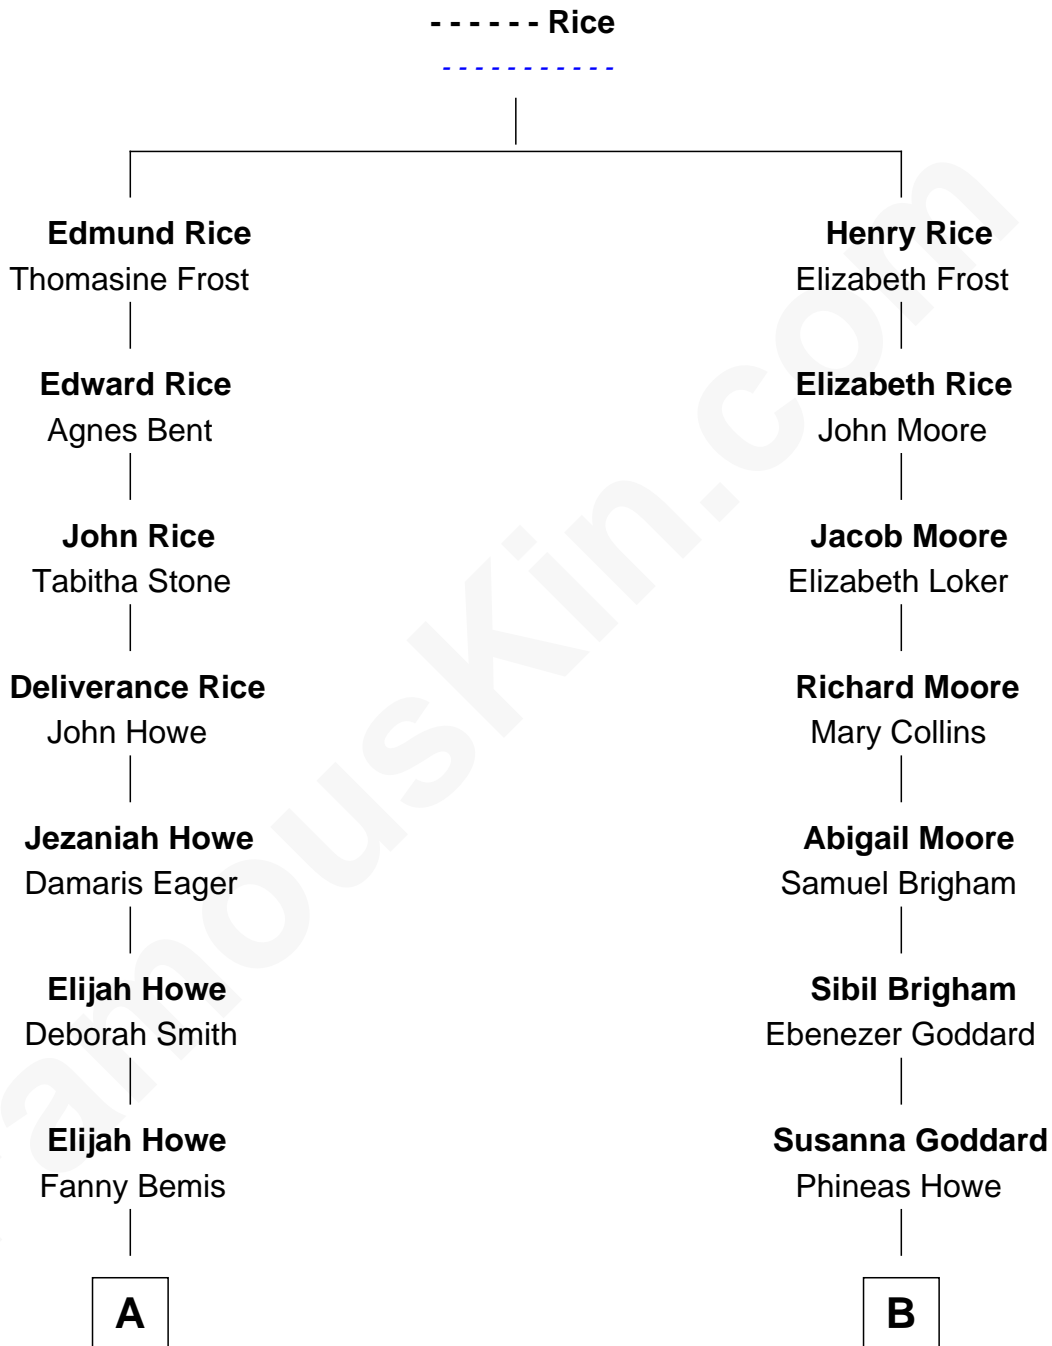 - - - - - - Rice
- - - - - - - - - - -
Edmund Rice
Thomasine Frost
Henry Rice
Elizabeth Frost
Edward Rice
Agnes Bent
Elizabeth Rice
John Moore
John Rice
Tabitha Stone
Jacob Moore
Elizabeth Loker
Deliverance Rice
John Howe
Richard Moore
Mary Collins
Jezaniah Howe
Damaris Eager
Abigail Moore
Samuel Brigham
Elijah Howe
Deborah Smith
Sibil Brigham
Ebenezer Goddard
Elijah Howe
Fanny Bemis
Susanna Goddard
Phineas Howe
A
B
amousKin.com